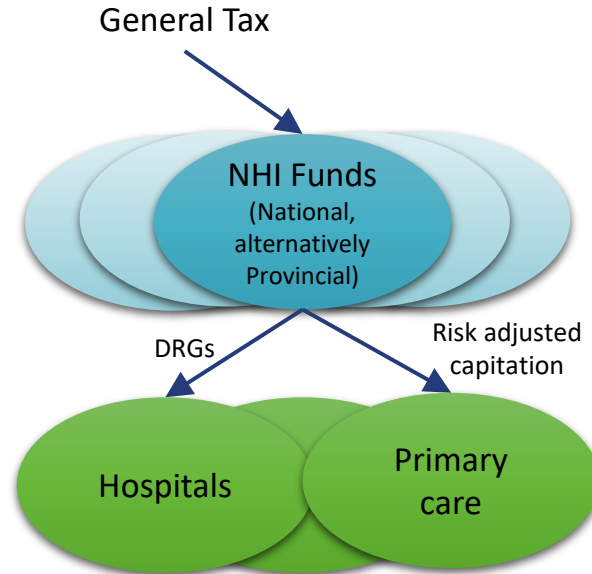 General Tax
NHI Funds
(National,
alternatively
Provincial)
DRGs
Risk adjusted
capitation
Hospitals
Primary
care